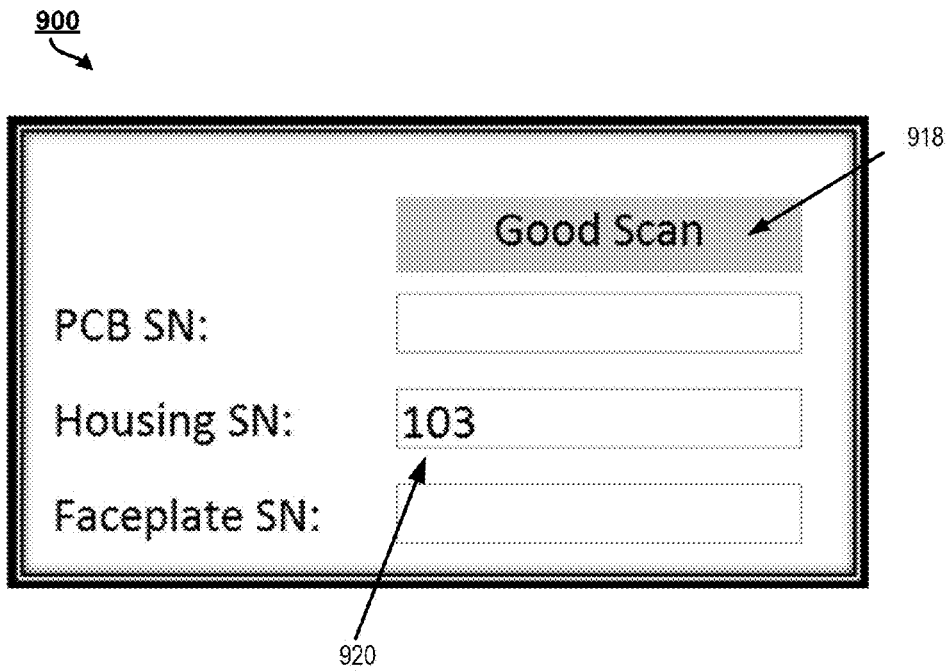 900
918
Good Scan
PCB SN:
Housing SN: 103
Faceplate SN:
920